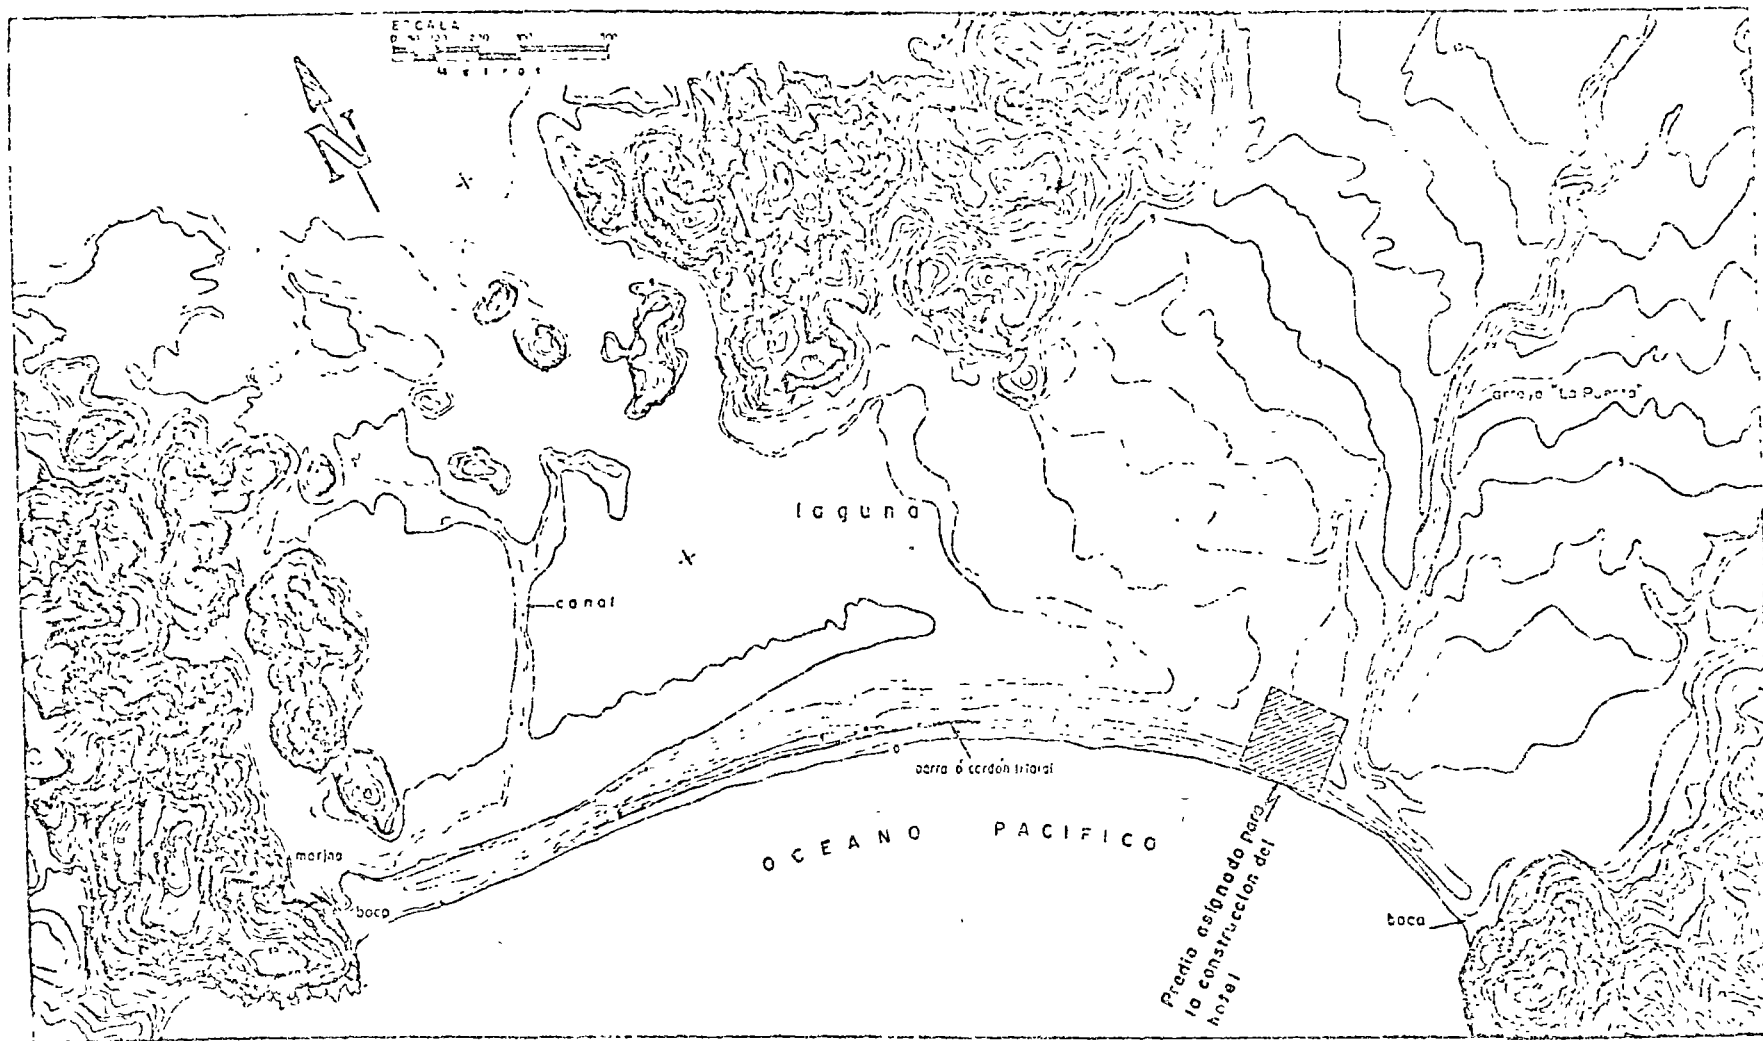 ESCALA
Metros
N
arroyo "La Puerta"
laguna
canal
barra o cordón litoral
OCEANO PACIFICO
marina
boca
boca
Predio asignado para
la construccion del
hotel